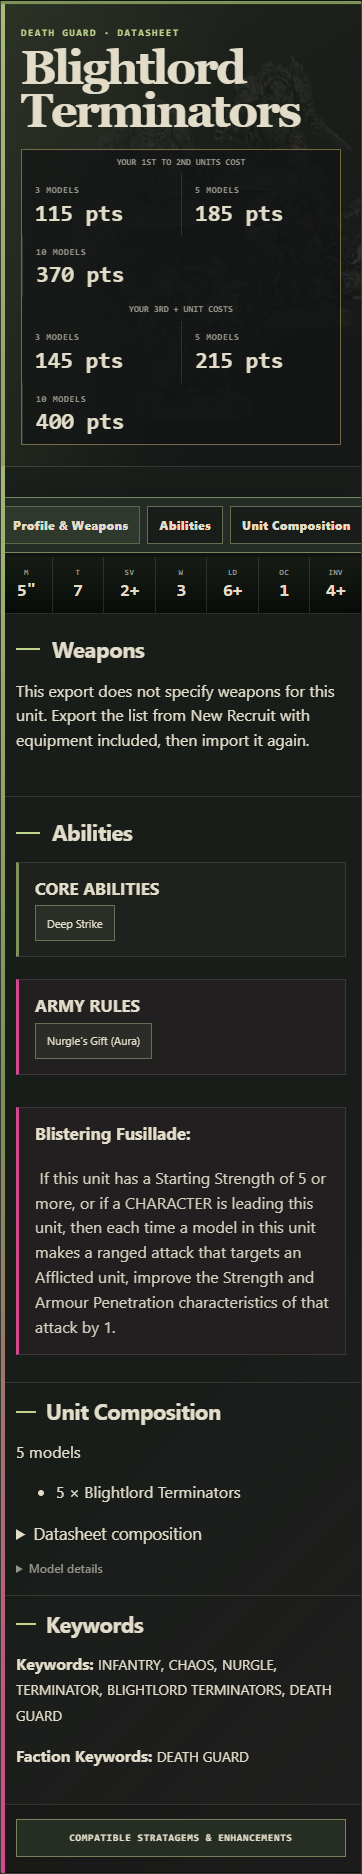 DEATH GUARD · DATASHEET
Blightlord
Terminators
YOUR 1ST TO 2ND UNITS COST
3 MODELS
115 pts
5 MODELS
185 pts
10 MODELS
370 pts
YOUR 3RD + UNIT COSTS
3 MODELS
145 pts
5 MODELS
215 pts
10 MODELS
400 pts
Profile & Weapons
Abilities
Unit Composition
M T SV W LD OC INV
5" 7 2+ 3 6+ 1 4+
Weapons
This export does not specify weapons for this
unit. Export the list from New Recruit with
equipment included, then import it again.
Abilities
CORE ABILITIES
Deep Strike
ARMY RULES
Nurgle's Gift (Aura)
Blistering Fusillade:
If this unit has a Starting Strength of 5 or
more, or if a CHARACTER is leading this
unit, then each time a model in this unit
makes a ranged attack that targets an
Afflicted unit, improve the Strength and
Armour Penetration characteristics of that
attack by 1.
Unit Composition
5 models
• 5 × Blightlord Terminators
▶ Datasheet composition
▶ Model details
Keywords
Keywords: INFANTRY, CHAOS, NURGLE,
TERMINATOR, BLIGHTLORD TERMINATORS, DEATH
GUARD
Faction Keywords: DEATH GUARD
COMPATIBLE STRATAGEMS & ENHANCEMENTS